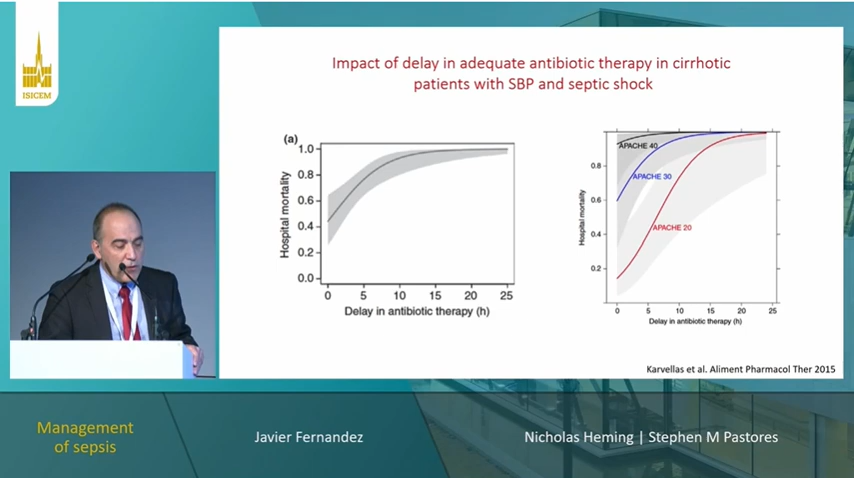 ISICEM
Impact of delay in adequate antibiotic therapy in cirrhotic
patients with SBP and septic shock
(a)
1.0
0.8
0.6
0.4
0.2
0.0
Hospital mortality
0 5 10 15 20 25
Delay in antibiotic therapy (h)
APACHE 40
APACHE 30
APACHE 20
0.8
0.6
0.4
0.2
Hospital mortality
0 5 10 15 20 25
Delay in antibiotic therapy (h)
Karvellas et al. Aliment Pharmacol Ther 2015
Management
of sepsis
Javier Fernandez
Nicholas Heming | Stephen M Pastores